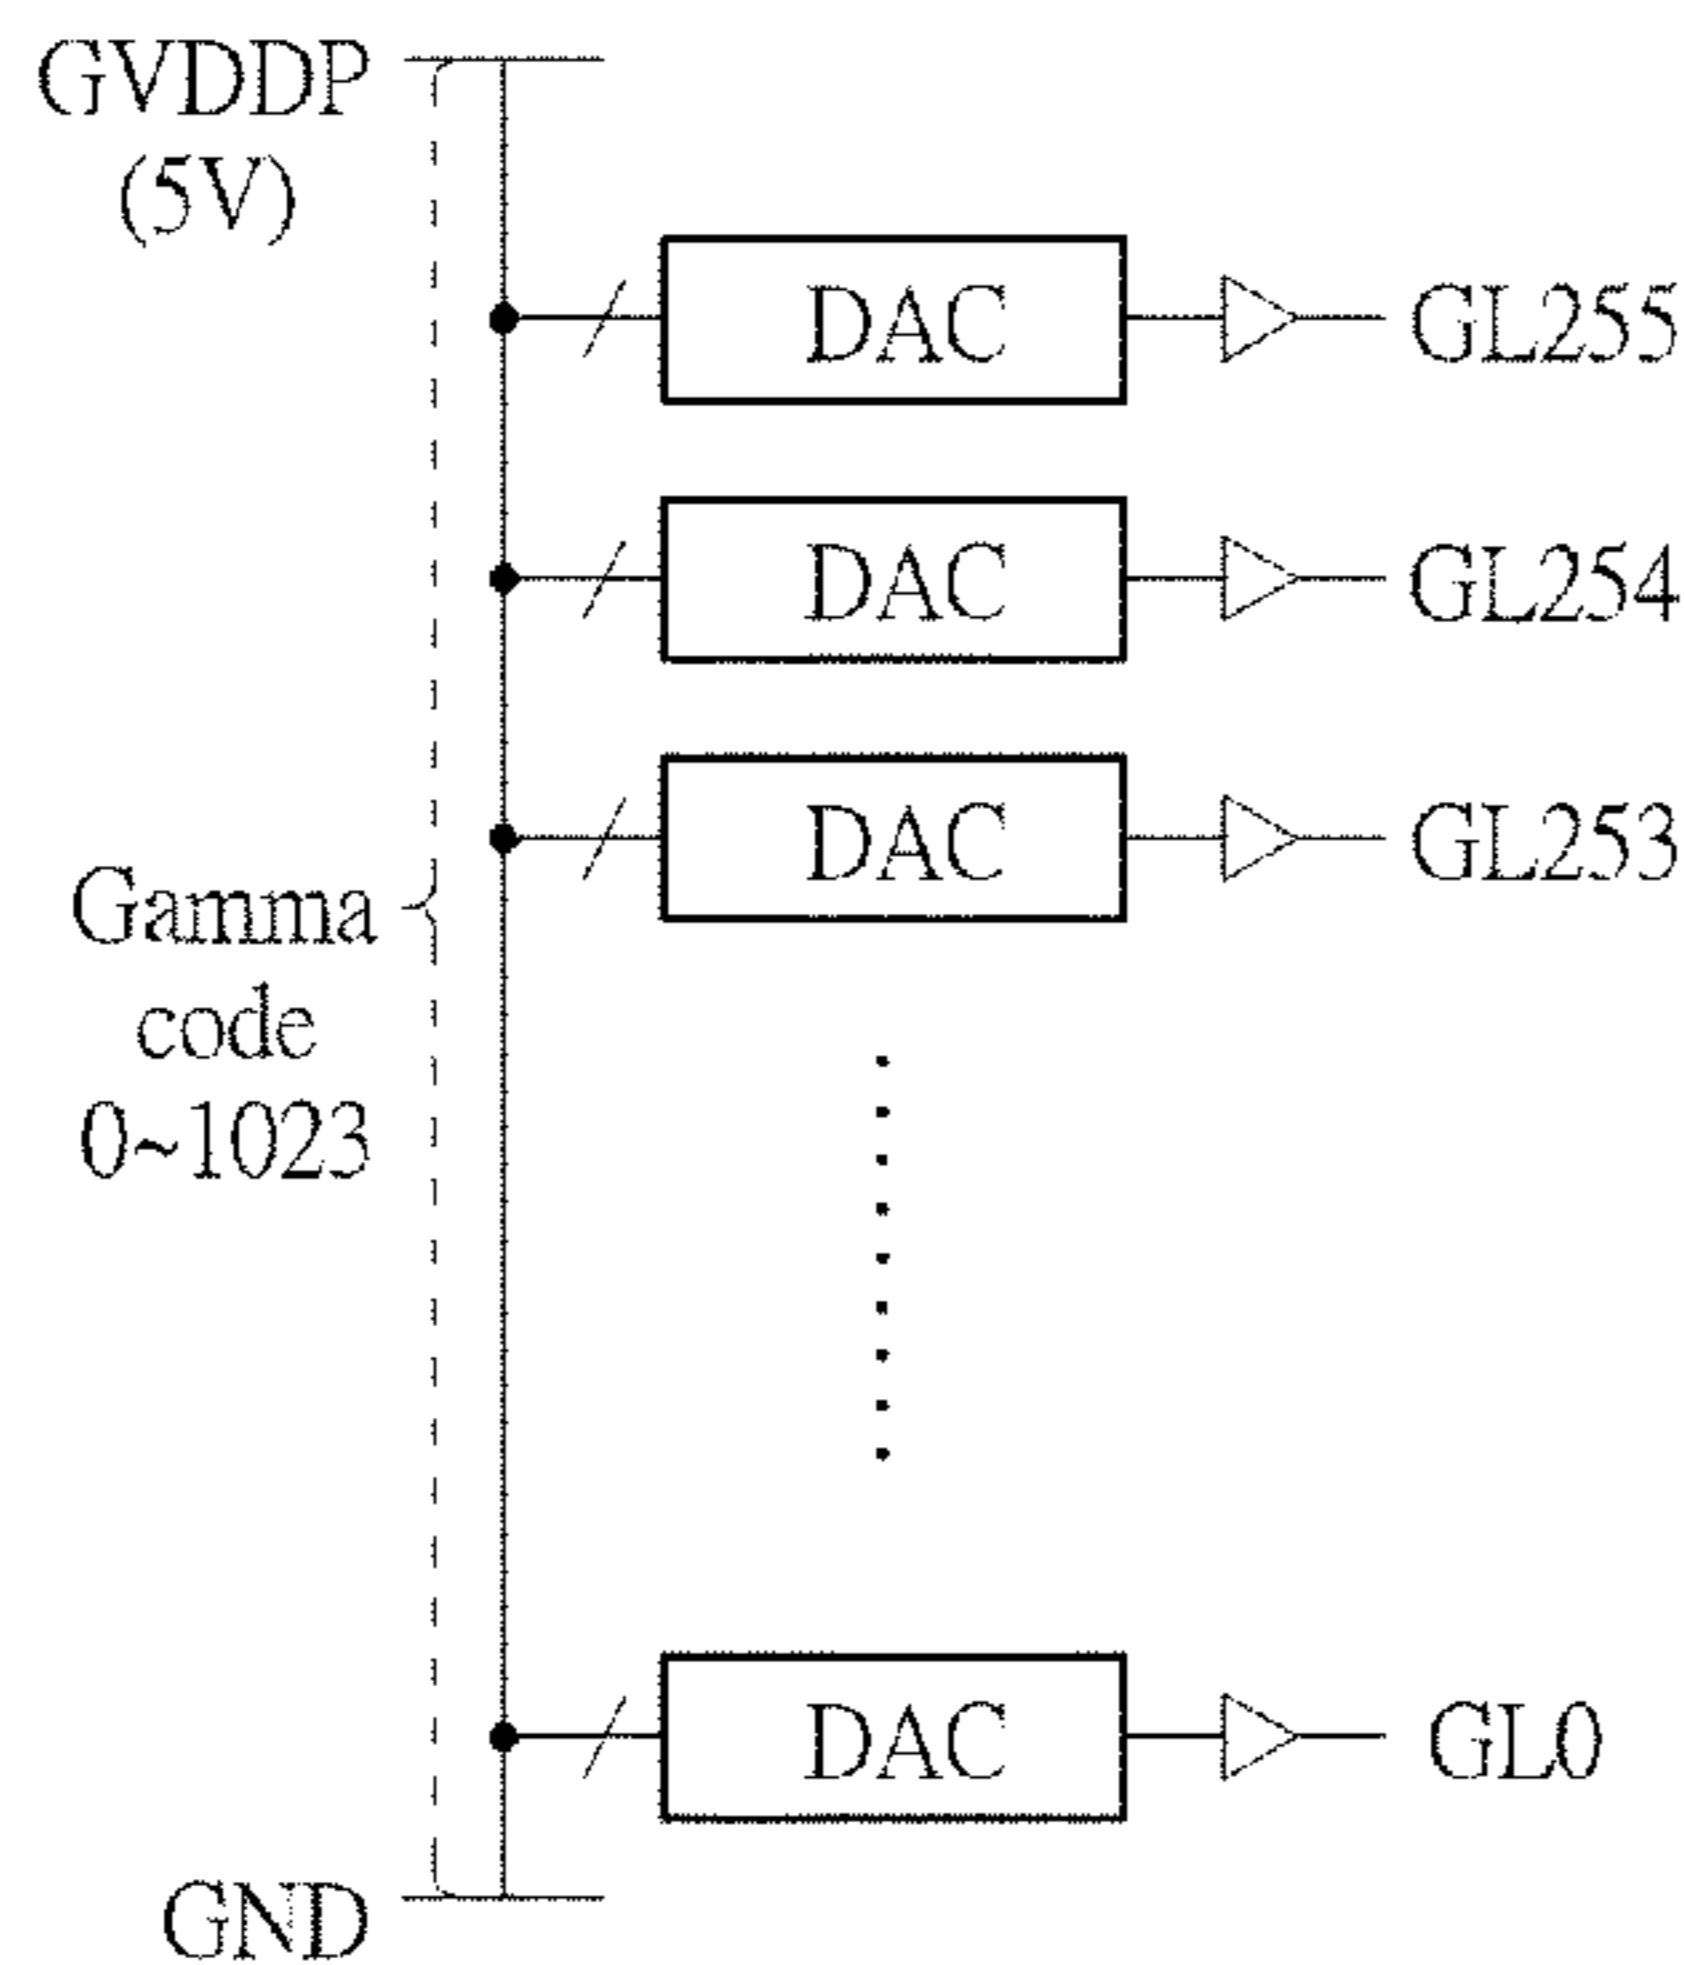 GVDDP
(5V)
DAC
GL255
DAC
GL254
DAC
GL253
Gamma
code
0~1023
DAC
GL0
GND